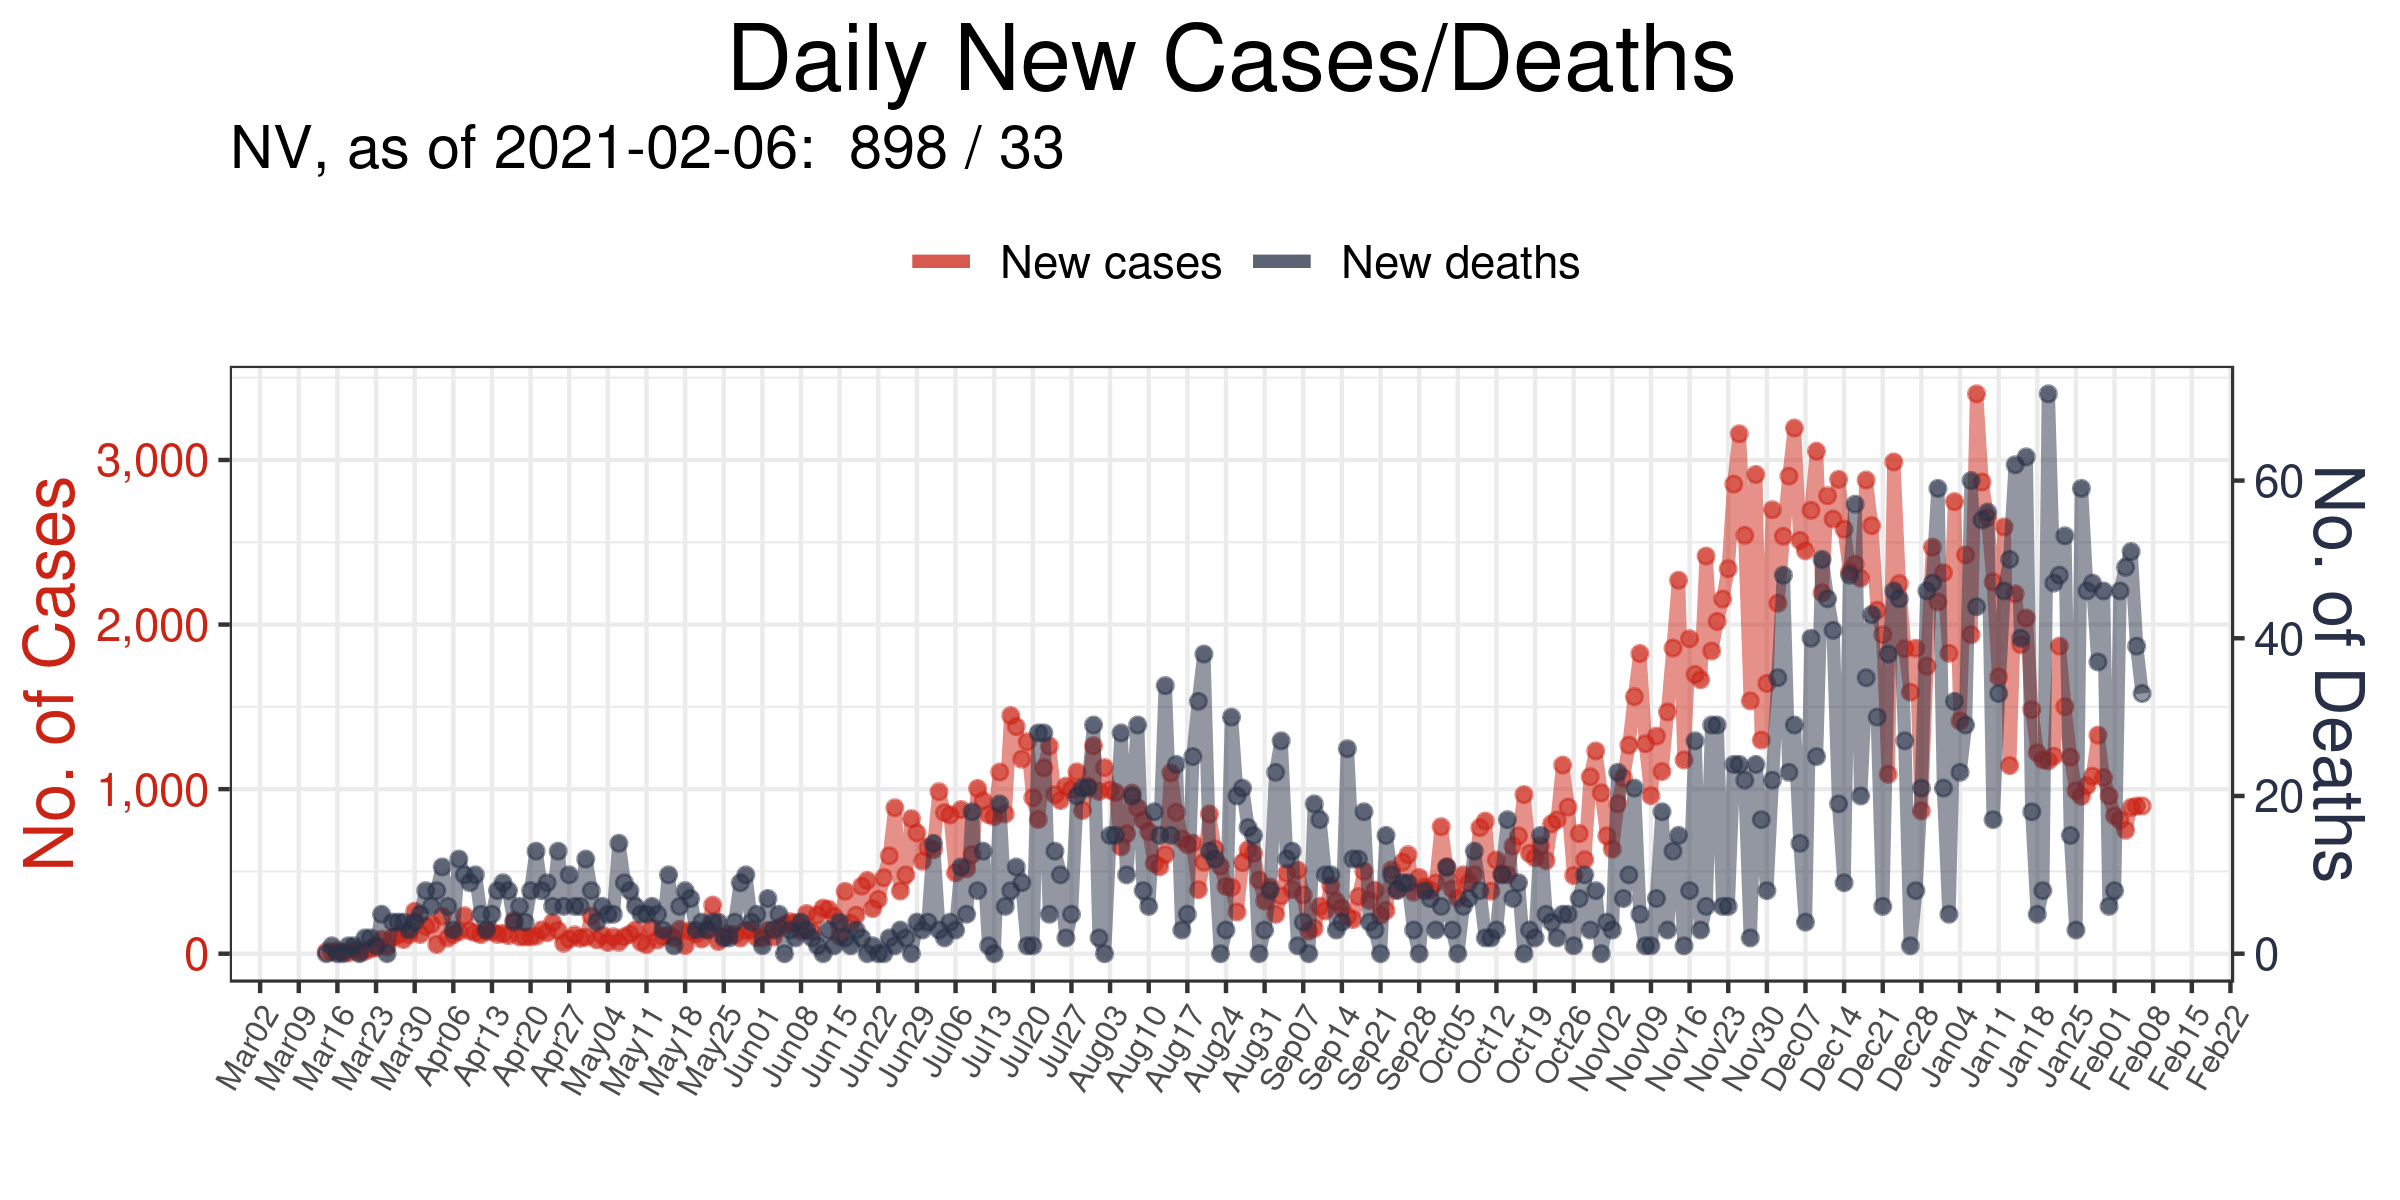 Daily New Cases/Deaths
NV, as of 2021-02-06:  898 / 33
New cases
New deaths
No. of Cases
3,000
2,000
1,000
0
60
40
20
0
No. of Deaths
Mar02
Mar09
Mar16
Mar23
Mar30
Apr06
Apr13
Apr20
Apr27
May04
May11
May18
May25
Jun01
Jun08
Jun15
Jun22
Jun29
Jul06
Jul13
Jul20
Jul27
Aug03
Aug10
Aug17
Aug24
Aug31
Sep07
Sep14
Sep21
Sep28
Oct05
Oct12
Oct19
Oct26
Nov02
Nov09
Nov16
Nov23
Nov30
Dec07
Dec14
Dec21
Dec28
Jan04
Jan11
Jan18
Jan25
Feb01
Feb08
Feb15
Feb22